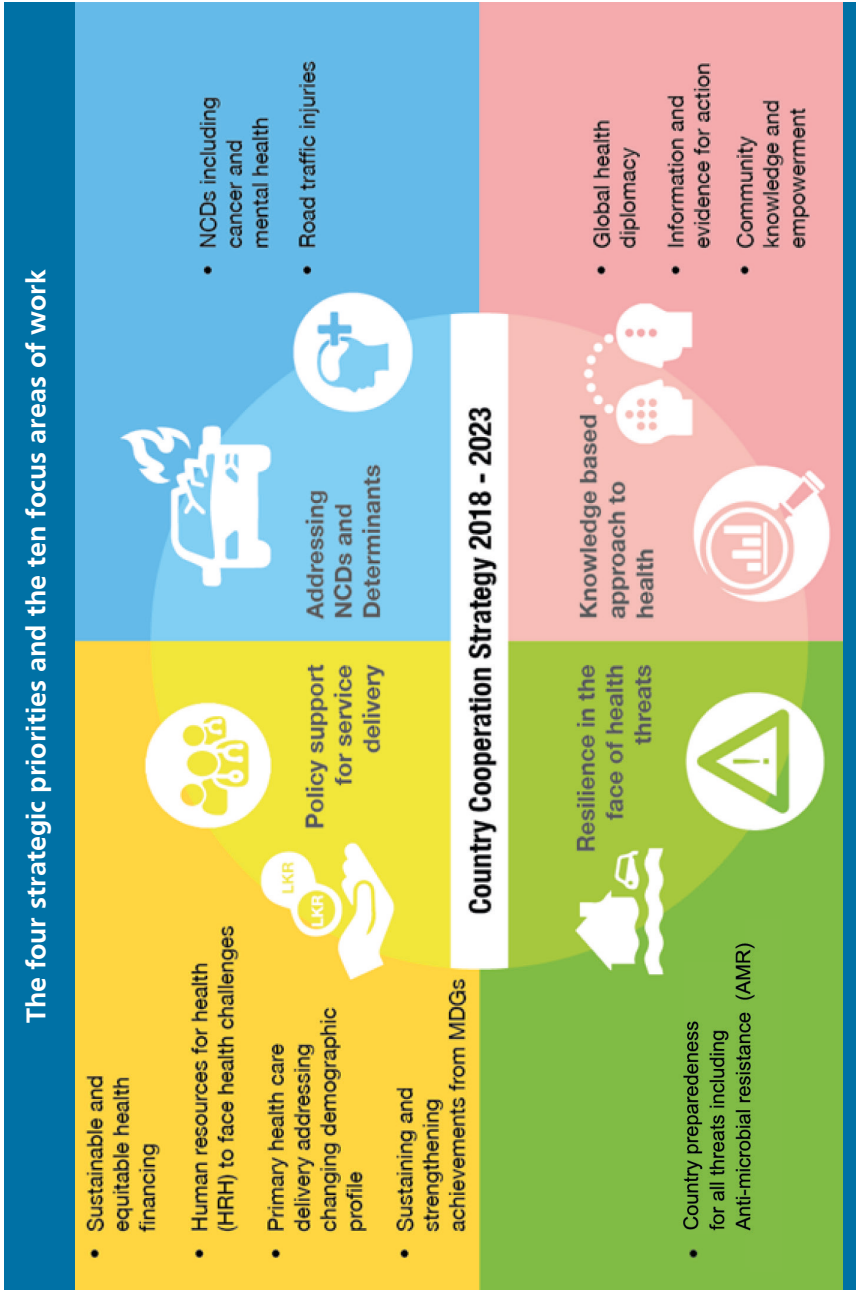 The four strategic priorities and the ten focus areas of work
• Sustainable and
equitable health
financing
• Human resources for health
(HRH) to face health challenges
• Primary health care
delivery addressing
changing demographic
profile
• Sustaining and
strengthening
achievements from MDGs
LKR
LKR
Policy support
for service
delivery
Addressing
NCDs and
Determinants
• NCDs including
cancer and
mental health
• Road traffic injuries
Country Cooperation Strategy 2018 - 2023
Resilience in the
face of health
threats
• Country preparedeness
for all threats including
Anti-microbial resistance (AMR)
Knowledge based
approach to
health
• Global health
diplomacy
• Information and
evidence for action
• Community
knowledge and
empowerment